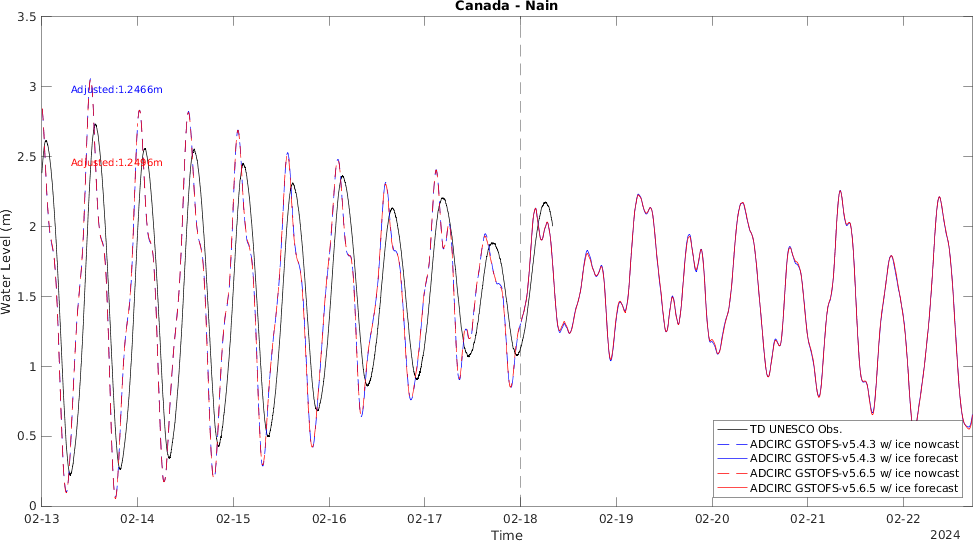 Canada - Nain
3.5
3
2.5
2
1.5
1
0.5
0
Water Level (m)
Adjusted:1.2466m
Adjusted:1.2496m
02-13
02-14
02-15
02-16
02-17
02-18
02-19
02-20
02-21
02-22
Time
2024
TD UNESCO Obs.
ADCIRC GSTOFS-v5.4.3 w/ ice nowcast
ADCIRC GSTOFS-v5.4.3 w/ ice forecast
ADCIRC GSTOFS-v5.6.5 w/ ice nowcast
ADCIRC GSTOFS-v5.6.5 w/ ice forecast